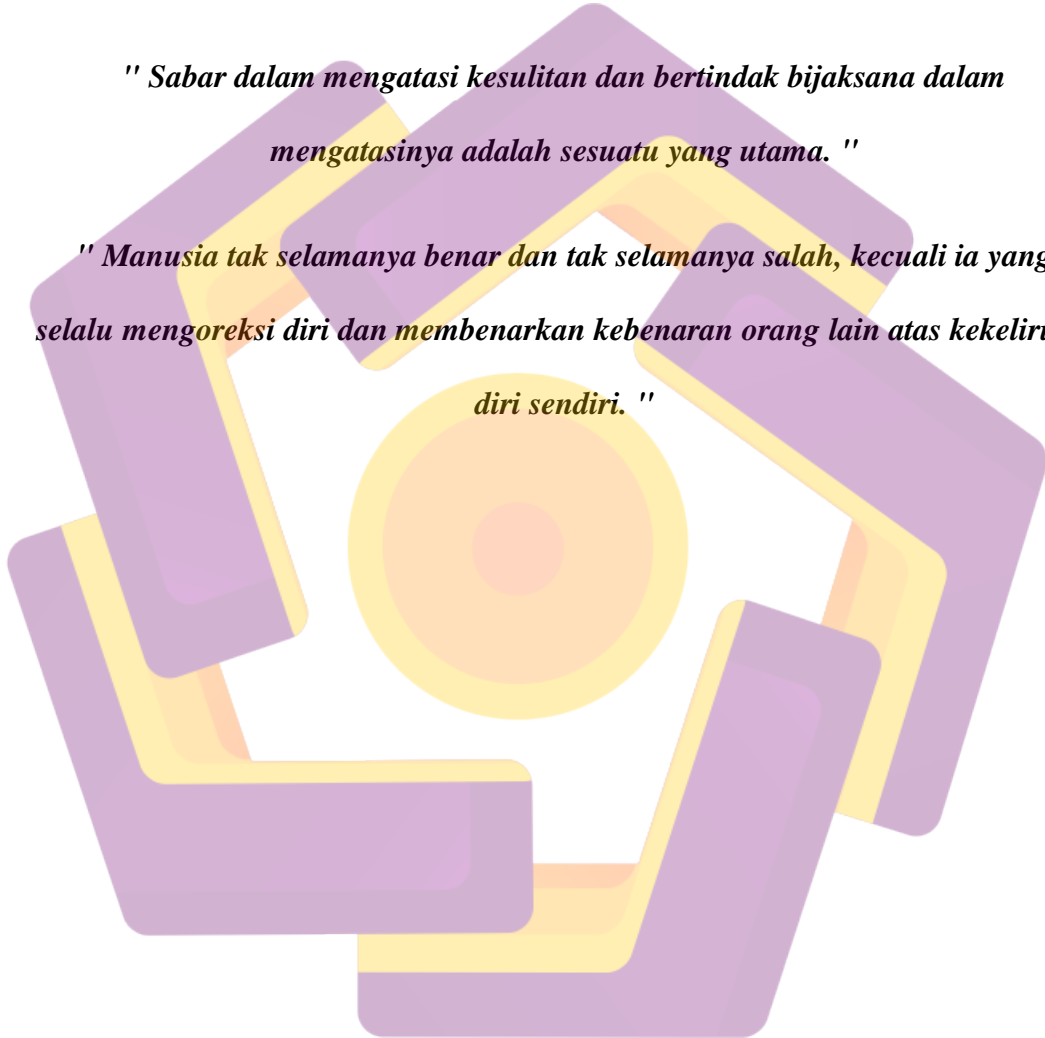 " Sabar dalam mengatasi kesulitan dan bertindak bijaksana dalam
mengatasinya adalah sesuatu yang utama. "
" Manusia tak selamanya benar dan tak selamanya salah, kecuali ia yang
selalu mengoreksi diri dan membenarkan kebenaran orang lain atas
diri sendiri. "